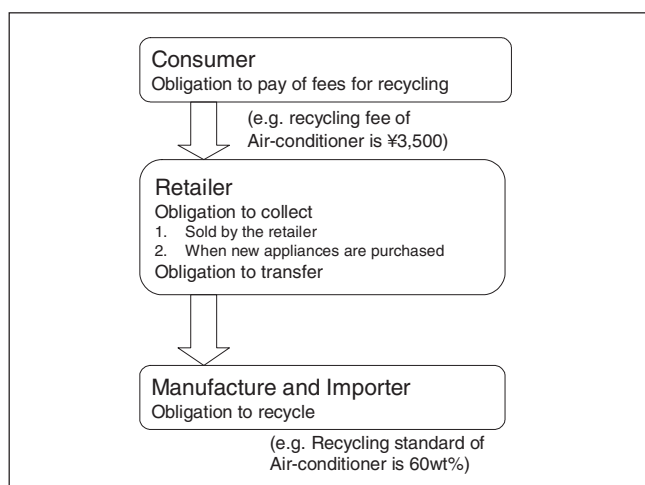 Consumer
Obligation to pay of fees for recycling
(e.g. recycling fee of
Air-conditioner is ¥3,500)
Retailer
Obligation to collect
1. Sold by the retailer
2. When new appliances are purchased
Obligation to transfer
Manufacture and Importer
Obligation to recycle
(e.g. Recycling standard of
Air-conditioner is 60wt%)